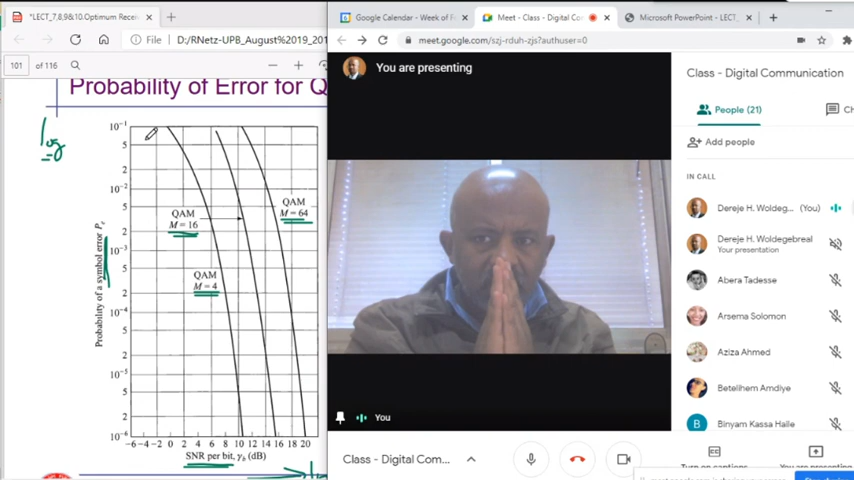 *LECT_7,8,9&10.Optimum Recei
File
D:/RNetz-UPB_August%2019_201
101 of 116
Probability of Error for Q
log
10-1
5
2
10-2
5
2
10-3
5
2
10-4
5
2
10-5
5
2
10-6
Probability of a symbol error Pe
QAM
M = 16
QAM
M = 4
QAM
M = 64
-6 -4 -2 0 2 4 6 8 10 12 14 16 18 20
SNR per bit, γb (dB)
Google Calendar - Week of F
Meet - Class - Digital Con
Microsoft PowerPoint - LECT_
meet.google.com/szj-rduh-zjs?authuser=0
You are presenting
You
Class - Digital Com...
Class - Digital Communication
People (21)
Ch
Add people
IN CALL
Dereje H. Woldeg... (You)
Dereje H. Woldegebreal
Your presentation
Abera Tadesse
Arsema Solomon
Aziza Ahmed
Betelihem Amdiye
B
Binyam Kassa Halle